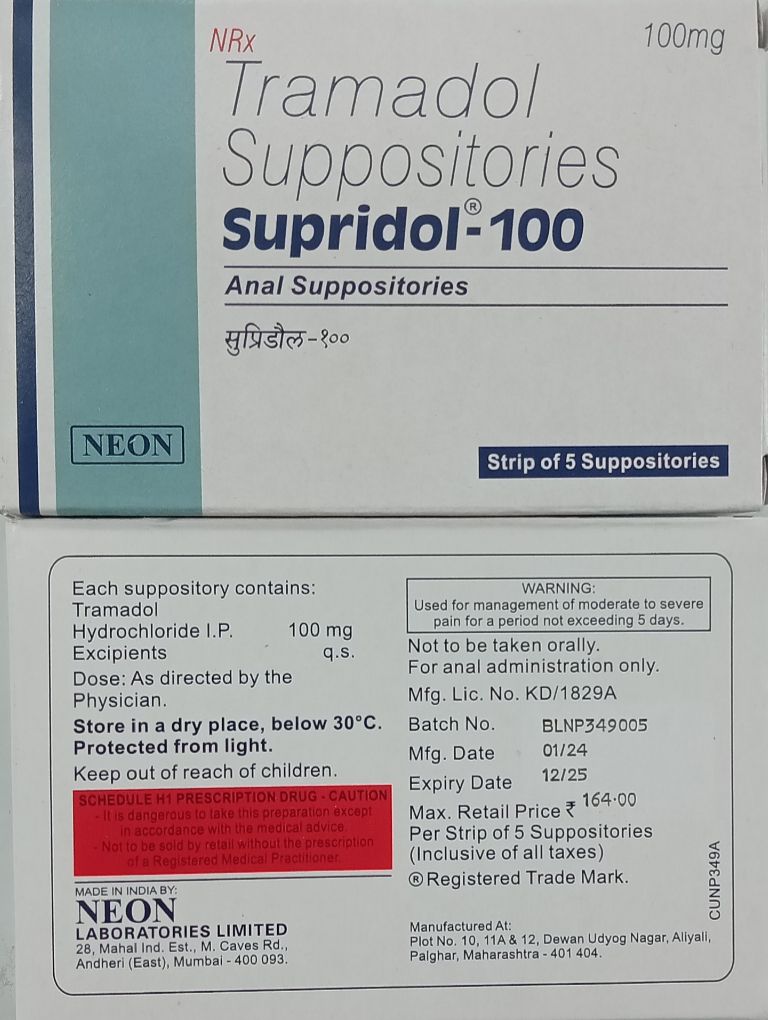 NRx
100mg
Tramadol
Suppositories
Supridol®-100
Anal Suppositories
सुप्रिडौल-१००
NEON
Strip of 5 Suppositories
Each suppository contains:
Tramadol
Hydrochloride I.P. 100 mg
Excipients q.s.
Dose: As directed by the
Physician.
Store in a dry place, below 30°C.
Protected from light.
Keep out of reach of children.
SCHEDULE H1 PRESCRIPTION DRUG - CAUTION
- It is dangerous to take this preparation except
in accordance with the medical advice.
- Not to be sold by retail without the prescription
of a Registered Medical Practitioner.
MADE IN INDIA BY:
NEON
LABORATORIES LIMITED
28, Mahal Ind. Est., M. Caves Rd.,
Andheri (East), Mumbai - 400 093.
WARNING:
Used for management of moderate to severe
pain for a period not exceeding 5 days.
Not to be taken orally.
For anal administration only.
Mfg. Lic. No. KD/1829A
Batch No. BLNP349005
Mfg. Date 01/24
Expiry Date 12/25
Max. Retail Price ₹ 164.00
Per Strip of 5 Suppositories
(Inclusive of all taxes)
® Registered Trade Mark.
Manufactured At:
Plot No. 10, 11A & 12, Dewan Udyog Nagar, Aliyali,
Palghar, Maharashtra - 401 404.
CUNP349A